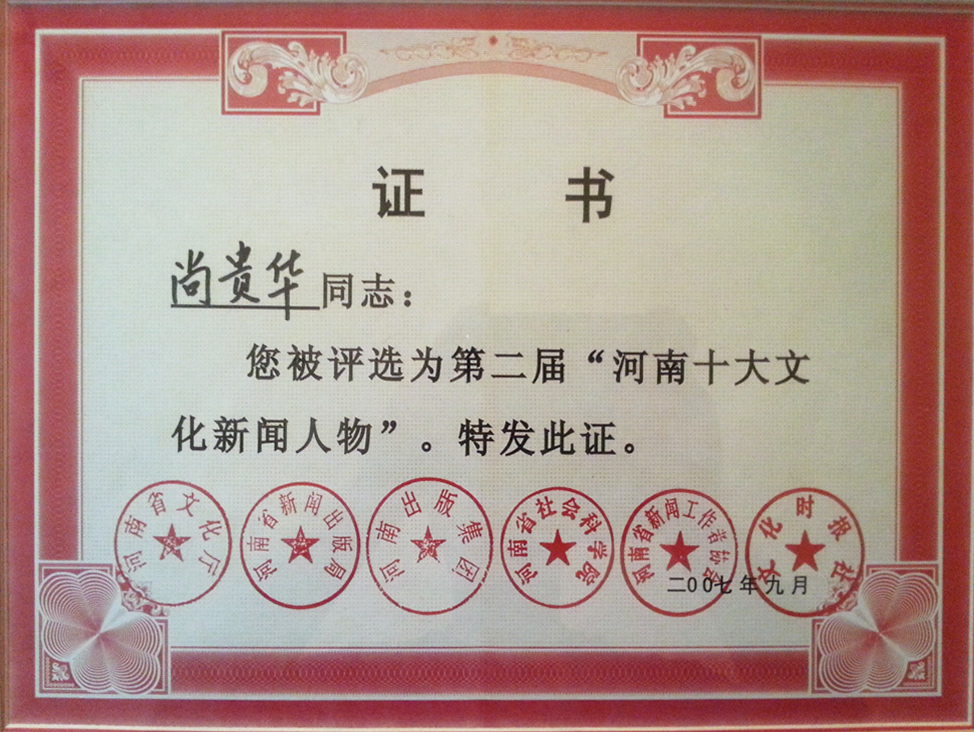 证 书
尚贵华同志：
您被评选为第二届“河南十大文
化新闻人物”。特发此证。
河南省文化厅
河南省新闻出版局
河南出版集团
河南省社会科学院
河南省新闻工作者协会
文化时报社
二〇〇七年九月